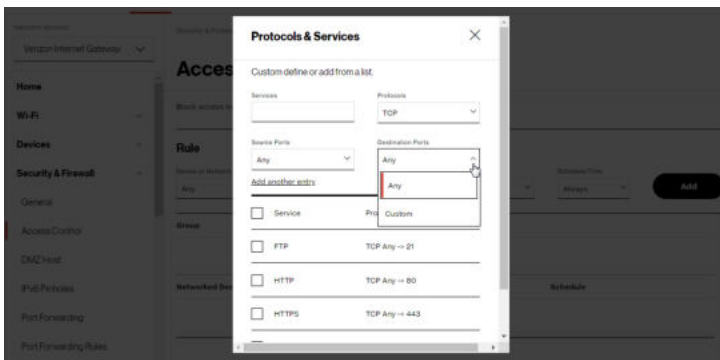 Verizon Internet Gateway
Home
Wi-Fi
Devices
Security & Firewall
General
Access Control
DMZ Host
IPv6 Pinholes
Port Forwarding
Port Forwarding Rules
Acces
Rule
Any
Group
Always
Add
Schedule
Protocols & Services
Custom define or add from a list.
Services
Protocols
TCP
Source Ports
Destination Ports
Any
Any
Add another entry
Any
Custom
Service
Pro
FTP
TCP Any -> 21
HTTP
TCP Any -> 80
HTTPS
TCP Any -> 443